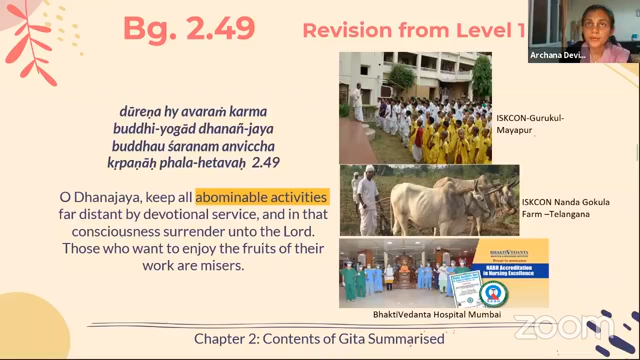 Bg. 2.49
Revision from Level 1
Archana Devi...
dūreṇa hy avaraṁ karma
buddhi-yogād dhanañ-jaya
buddhau śaranam anviccha
kṛpaṇāḥ phala-hetavaḥ 2.49
O Dhanajaya, keep all abominable activities
far distant by devotional service, and in that
consciousness surrender unto the Lord.
Those who want to enjoy the fruits of their
work are misers.
ISKCON-Gurukul-
Mayapur
ISKCON Nanda Gokula
Farm –Telangana
BHAKTIVEDANTA
NABH Accreditation
in Nursing Excellence
BhaktiVedanta Hospital Mumbai
zoom
Chapter 2: Contents of Gita Summarised